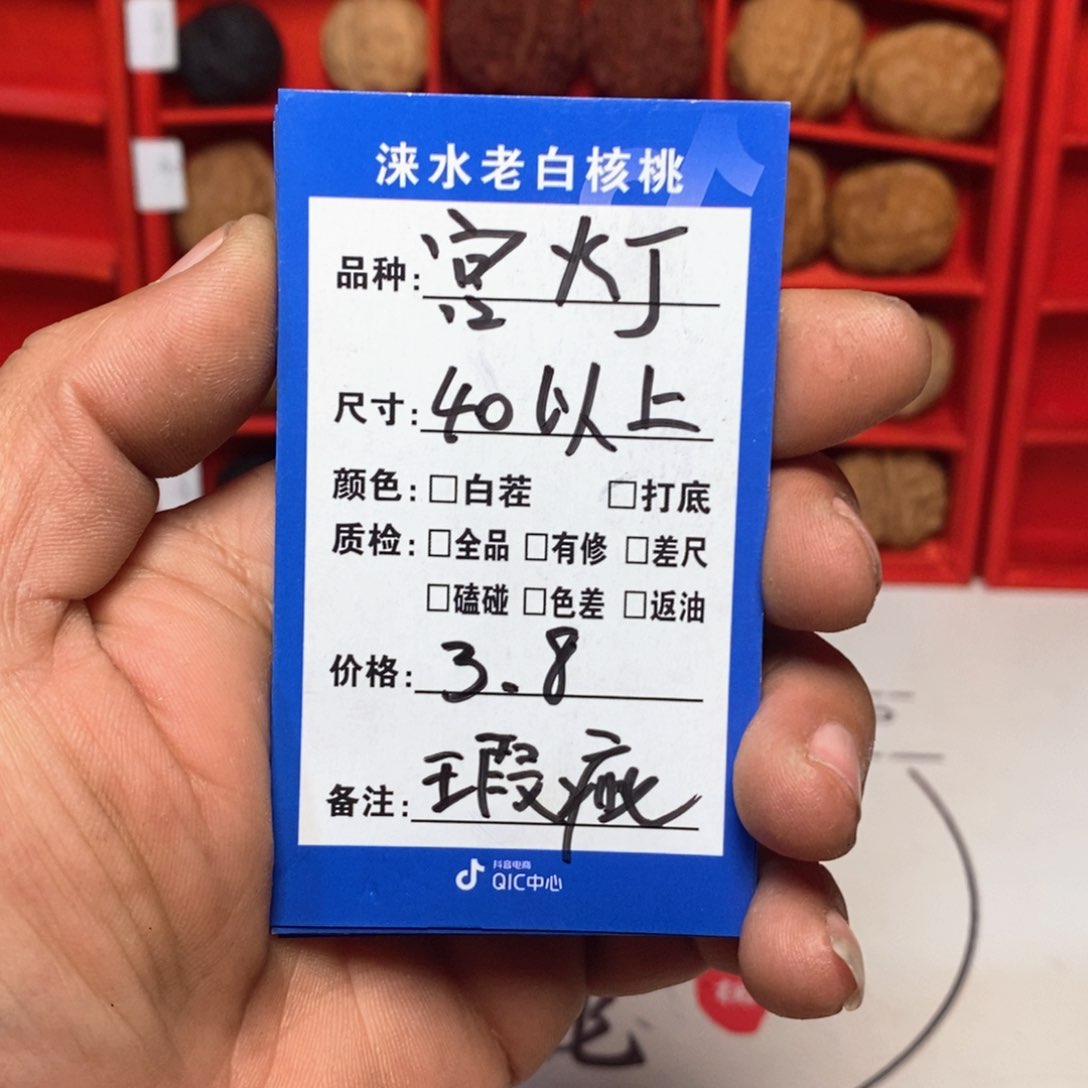 涞水老白核桃
品种:宫灯
尺寸:40以上
颜色:□白茬 □打底
质检:□全品 □有修 □差尺
□磕碰 □色差 □返油
价格:3.8
备注:瑕疵
抖音电商
QIC中心